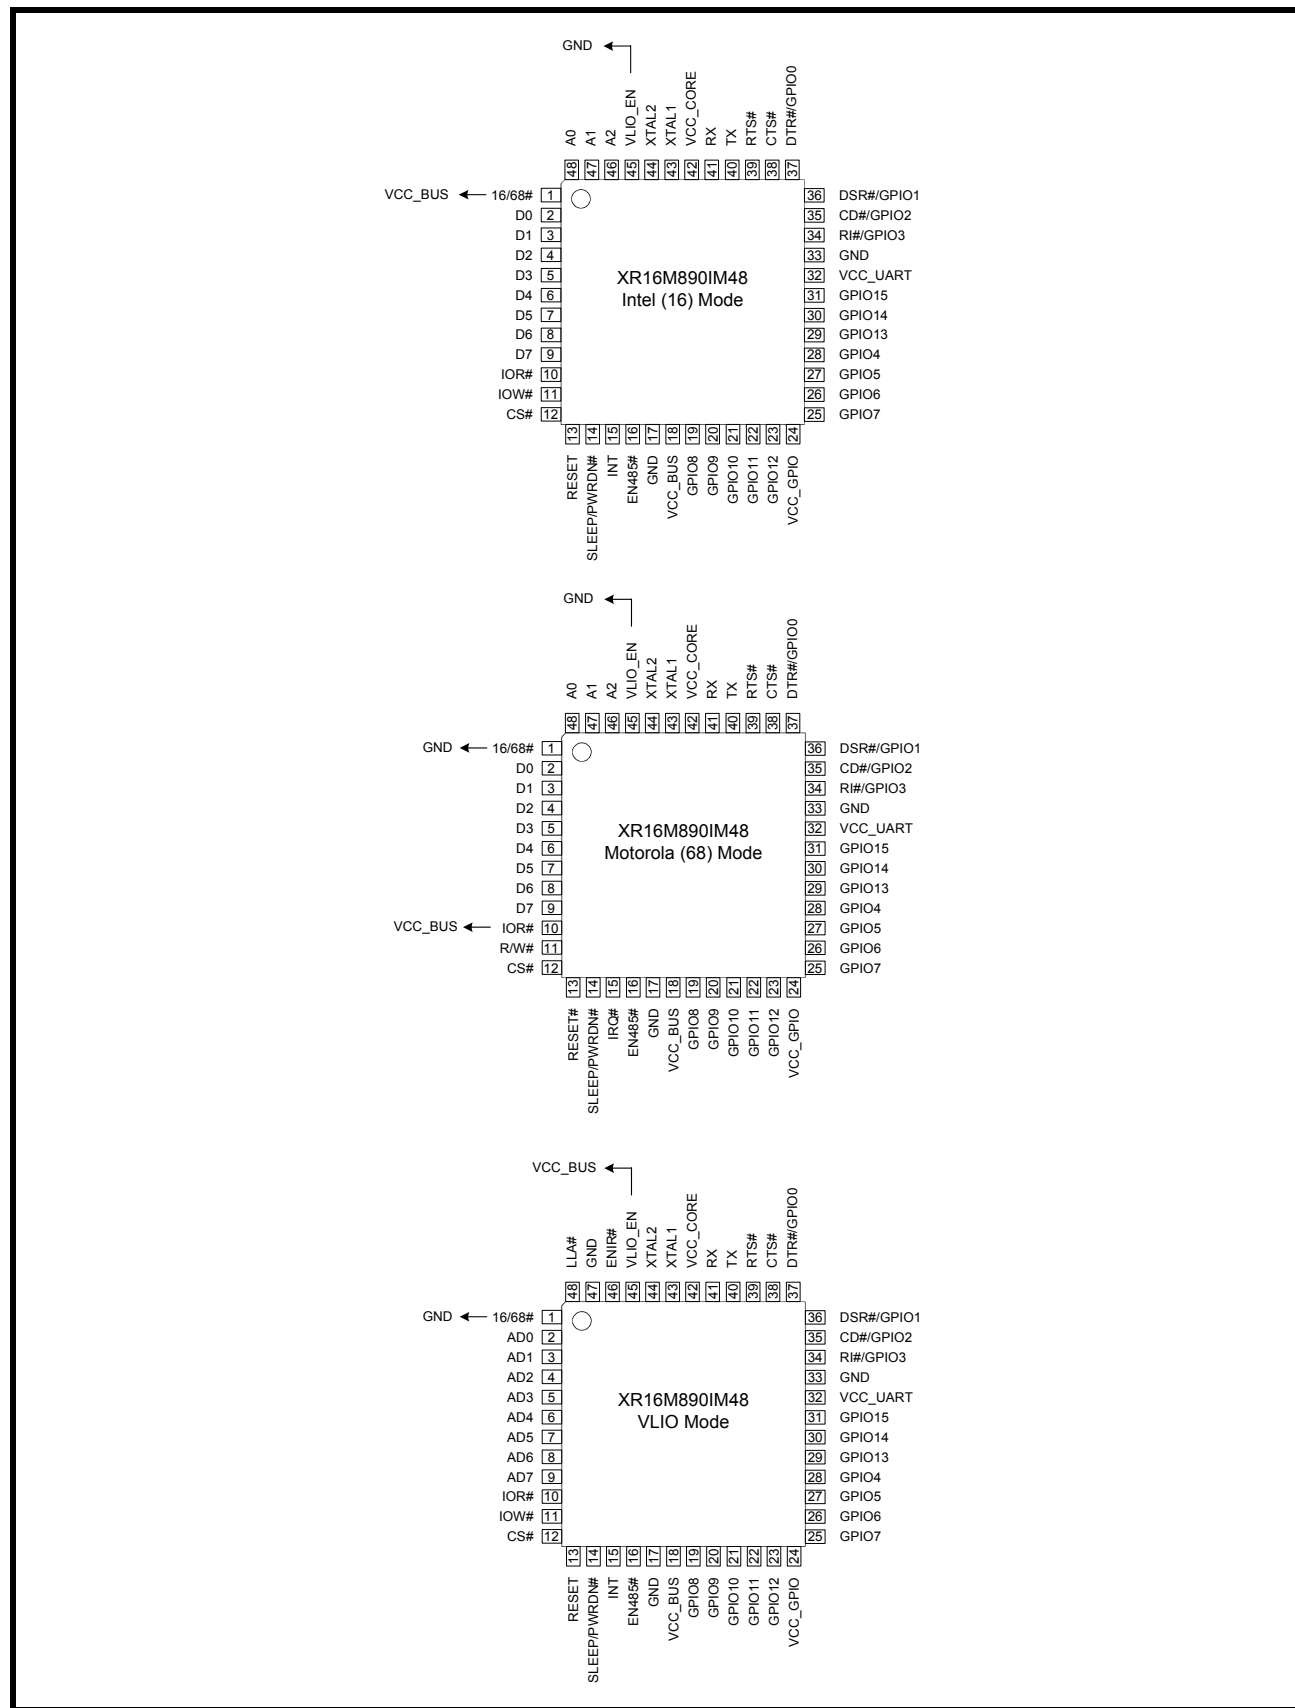 GND
A0
A1
A2
VLIO_EN
XTAL2
XTAL1
VCC_CORE
RX
TX
RTS#
CTS#
DTR#/GPIO0
48 47 46 45 44 43 42 41 40 39 38 37
VCC_BUS 16/68# 1
D0 2
D1 3
D2 4
D3 5
D4 6
D5 7
D6 8
D7 9
IOR# 10
IOW# 11
CS# 12
XR16M890IM48
Intel (16) Mode
36 DSR#/GPIO1
35 CD#/GPIO2
34 RI#/GPIO3
33 GND
32 VCC_UART
31 GPIO15
30 GPIO14
29 GPIO13
28 GPIO4
27 GPIO5
26 GPIO6
25 GPIO7
13 14 15 16 17 18 19 20 21 22 23 24
RESET
SLEEP/PWRDN#
INT
EN485#
GND
VCC_BUS
GPIO8
GPIO9
GPIO10
GPIO11
GPIO12
VCC_GPIO
GND
A0
A1
A2
VLIO_EN
XTAL2
XTAL1
VCC_CORE
RX
TX
RTS#
CTS#
DTR#/GPIO0
48 47 46 45 44 43 42 41 40 39 38 37
GND 16/68# 1
D0 2
D1 3
D2 4
D3 5
D4 6
D5 7
D6 8
D7 9
VCC_BUS IOR# 10
R/W# 11
CS# 12
XR16M890IM48
Motorola (68) Mode
36 DSR#/GPIO1
35 CD#/GPIO2
34 RI#/GPIO3
33 GND
32 VCC_UART
31 GPIO15
30 GPIO14
29 GPIO13
28 GPIO4
27 GPIO5
26 GPIO6
25 GPIO7
13 14 15 16 17 18 19 20 21 22 23 24
RESET#
SLEEP/PWRDN#
IRQ#
EN485#
GND
VCC_BUS
GPIO8
GPIO9
GPIO10
GPIO11
GPIO12
VCC_GPIO
VCC_BUS
LLA#
GND
ENIR#
VLIO_EN
XTAL2
XTAL1
VCC_CORE
RX
TX
RTS#
CTS#
DTR#/GPIO0
48 47 46 45 44 43 42 41 40 39 38 37
GND 16/68# 1
AD0 2
AD1 3
AD2 4
AD3 5
AD4 6
AD5 7
AD6 8
AD7 9
IOR# 10
IOW# 11
CS# 12
XR16M890IM48
VLIO Mode
36 DSR#/GPIO1
35 CD#/GPIO2
34 RI#/GPIO3
33 GND
32 VCC_UART
31 GPIO15
30 GPIO14
29 GPIO13
28 GPIO4
27 GPIO5
26 GPIO6
25 GPIO7
13 14 15 16 17 18 19 20 21 22 23 24
RESET
SLEEP/PWRDN#
INT
EN485#
GND
VCC_BUS
GPIO8
GPIO9
GPIO10
GPIO11
GPIO12
VCC_GPIO